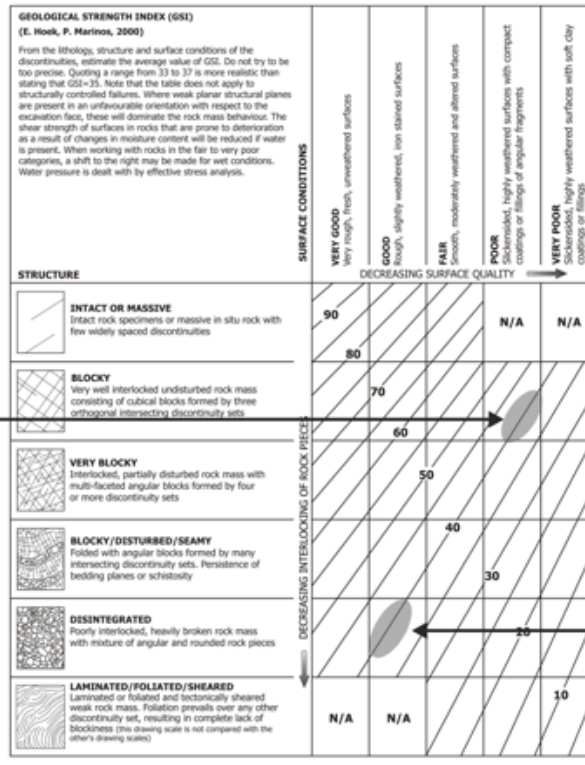 GEOLOGICAL STRENGTH INDEX (GSI)
(E. Hoek, P. Marinos, 2000)
From the lithology, structure and surface conditions of the
discontinuities, estimate the average value of GSI. Do not try to be
too precise. Quoting a range from 33 to 37 is more realistic than
stating that GSI=35. Note that the table does not apply to
structurally controlled failures. Where weak planar structural planes
are present in an unfavourable orientation with respect to the
excavation face, these will dominate the rock mass behaviour. The
shear strength of surfaces in rocks that are prone to deterioration
as a result of changes in moisture content will be reduced if water
is present. When working with rocks in the fair to very poor
categories, a shift to the right may be made for wet conditions.
Water pressure is dealt with by effective stress analysis.
STRUCTURE
SURFACE CONDITIONS
VERY GOOD
Very rough, fresh, unweathered surfaces
GOOD
Rough, slightly weathered, iron stained surfaces
FAIR
Smooth, moderately weathered and altered surfaces
POOR
Slickensided, highly weathered surfaces with compact
coatings or fillings of angular fragments
VERY POOR
Slickensided, highly weathered surfaces with soft clay
coatings or fillings
DECREASING SURFACE QUALITY
DECREASING INTERLOCKING OF ROCK PIECES
INTACT OR MASSIVE
Intact rock specimens or massive in situ rock with
few widely spaced discontinuities
90
80
N/A
N/A
BLOCKY
Very well interlocked undisturbed rock mass
consisting of cubical blocks formed by three
orthogonal intersecting discontinuity sets
70
60
VERY BLOCKY
Interlocked, partially disturbed rock mass with
multi-faceted angular blocks formed by four
or more discontinuity sets
50
BLOCKY/DISTURBED/SEAMY
Folded with angular blocks formed by many
intersecting discontinuity sets. Persistence of
bedding planes or schistosity
40
30
DISINTEGRATED
Poorly interlocked, heavily broken rock mass
with mixture of angular and rounded rock pieces
20
LAMINATED/FOLIATED/SHEARED
Laminated or foliated and tectonically sheared
weak rock mass. Foliation prevails over any other
discontinuity set, resulting in complete lack of
blockiness (this drawing scale is not compared with the
other's drawing scales)
N/A
N/A
10